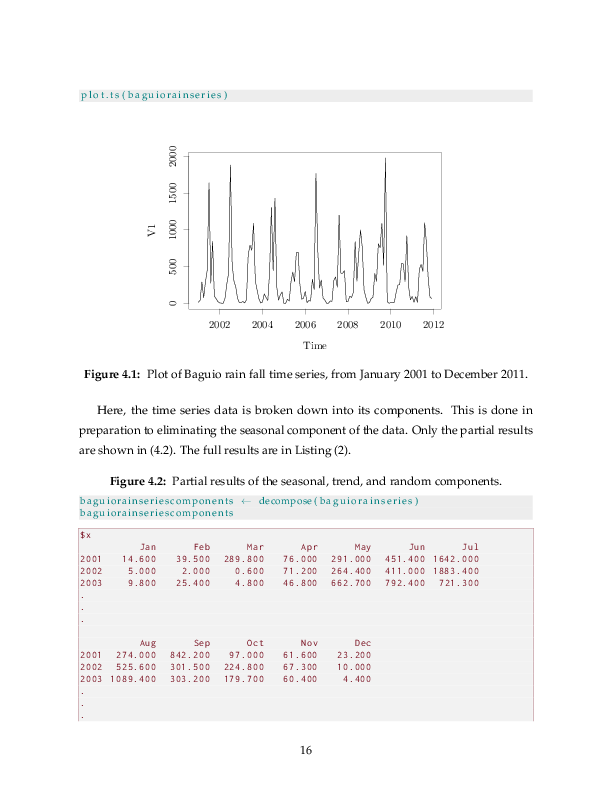 plot.ts(baguiorainseries)
2000
1500
1000
500
0
V1
2002 2004 2006 2008 2010 2012
Time
Figure 4.1: Plot of Baguio rain fall time series, from January 2001 to December 2011.
Here, the time series data is broken down into its components. This is done in
preparation to eliminating the seasonal component of the data. Only the partial results
are shown in (4.2). The full results are in Listing (2).
Figure 4.2: Partial results of the seasonal, trend, and random components.
baguiorainseriescomponents ← decompose(baguiorainseries)
baguiorainseriescomponents
$x
Jan Feb Mar Apr May Jun Jul
2001 14.600 39.500 289.800 76.000 291.000 451.400 1642.000
2002 5.000 2.000 0.600 71.200 264.400 411.000 1883.400
2003 9.800 25.400 4.800 46.800 662.700 792.400 721.300
.
.
.
Aug Sep Oct Nov Dec
2001 274.000 842.200 97.000 61.600 23.200
2002 525.600 301.500 224.800 67.300 10.000
2003 1089.400 303.200 179.700 60.400 4.400
.
.
.
16